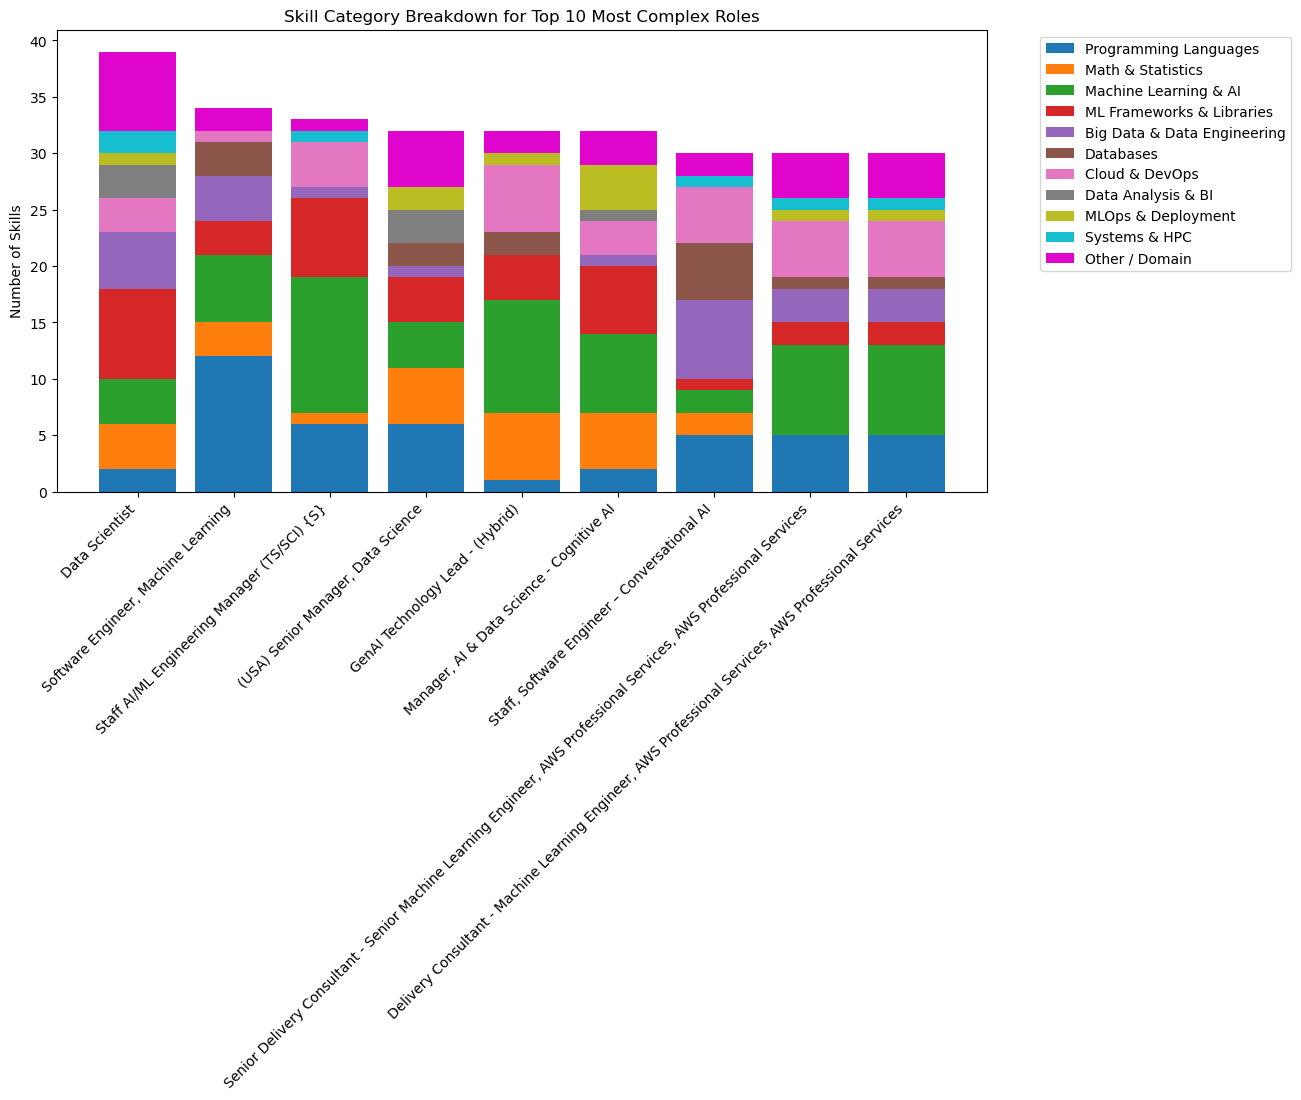 Skill Category Breakdown for Top 10 Most Complex Roles
Number of Skills
40
35
30
25
20
15
10
5
0
Data Scientist
Software Engineer, Machine Learning
Staff AI/ML Engineering Manager (TS/SCI) {S}
(USA) Senior Manager, Data Science
GenAI Technology Lead - (Hybrid)
Manager, AI & Data Science - Cognitive AI
Staff, Software Engineer – Conversational AI
Senior Delivery Consultant - Senior Machine Learning Engineer, AWS Professional Services, AWS Professional Services
Delivery Consultant - Machine Learning Engineer, AWS Professional Services, AWS Professional Services
Programming Languages
Math & Statistics
Machine Learning & AI
ML Frameworks & Libraries
Big Data & Data Engineering
Databases
Cloud & DevOps
Data Analysis & BI
MLOps & Deployment
Systems & HPC
Other / Domain